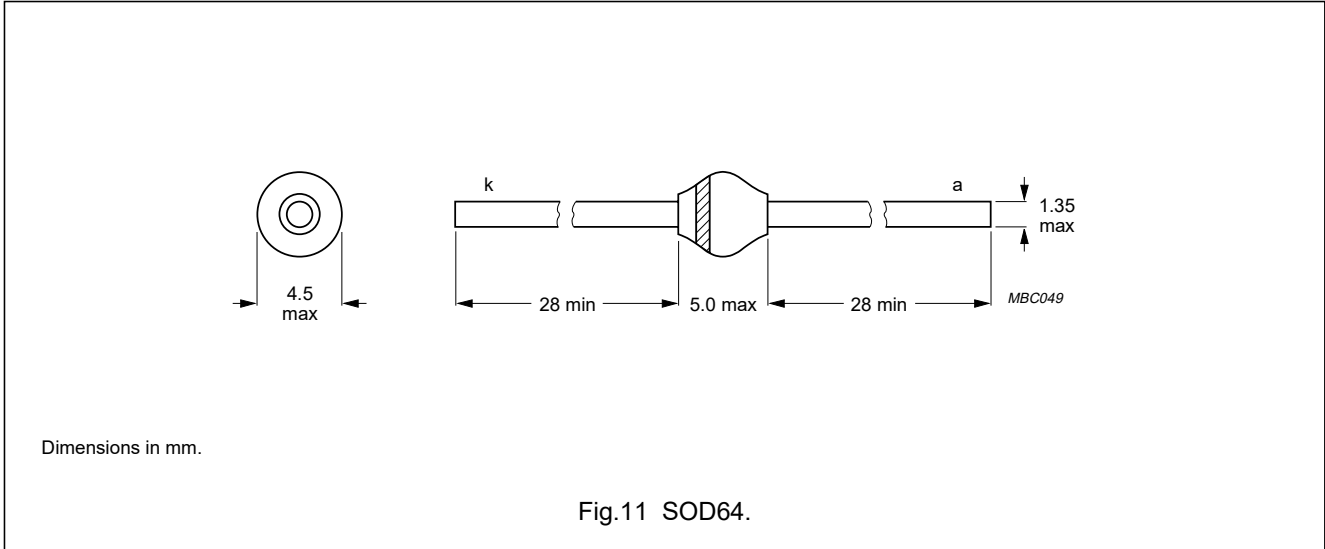 k
a
1.35
max
4.5
max
28 min
5.0 max
28 min
MBC049
Dimensions in mm.
Fig.11 SOD64.